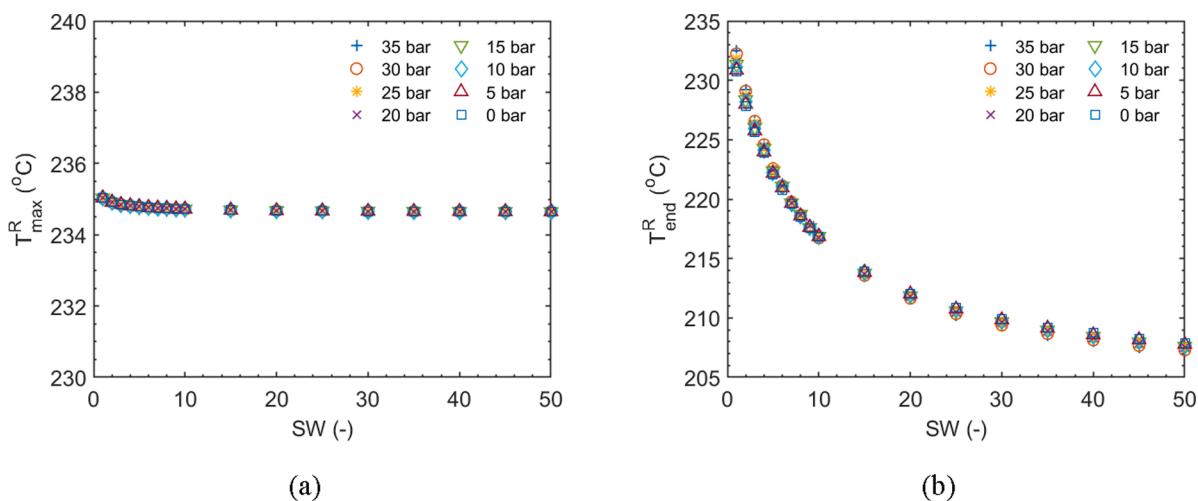 240
238
236
234
232
230
T^R_max (°C)
35 bar 15 bar
30 bar 10 bar
25 bar 5 bar
20 bar 0 bar
0 10 20 30 40 50
SW (-)
(a)
235
230
225
220
215
210
205
T^R_end (°C)
35 bar 15 bar
30 bar 10 bar
25 bar 5 bar
20 bar 0 bar
0 10 20 30 40 50
SW (-)
(b)